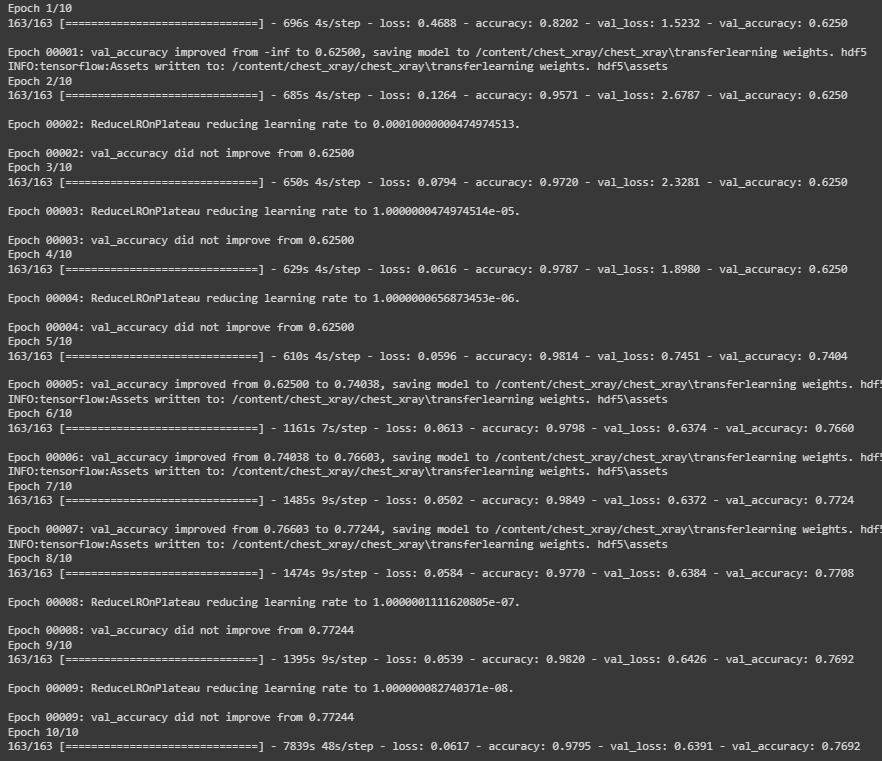 Epoch 1/10
163/163 [==============================] - 696s 4s/step - loss: 0.4688 - accuracy: 0.8202 - val_loss: 1.5232 - val_accuracy: 0.6250
Epoch 00001: val_accuracy improved from -inf to 0.62500, saving model to /content/chest_xray/chest_xray\transferlearning weights. hdf5
INFO:tensorflow:Assets written to: /content/chest_xray/chest_xray\transferlearning weights. hdf5\assets
Epoch 2/10
163/163 [==============================] - 685s 4s/step - loss: 0.1264 - accuracy: 0.9571 - val_loss: 2.6787 - val_accuracy: 0.6250
Epoch 00002: ReduceLROnPlateau reducing learning rate to 0.00010000000474974513.
Epoch 00002: val_accuracy did not improve from 0.62500
Epoch 3/10
163/163 [==============================] - 650s 4s/step - loss: 0.0794 - accuracy: 0.9720 - val_loss: 2.3281 - val_accuracy: 0.6250
Epoch 00003: ReduceLROnPlateau reducing learning rate to 1.0000000474974514e-05.
Epoch 00003: val_accuracy did not improve from 0.62500
Epoch 4/10
163/163 [==============================] - 629s 4s/step - loss: 0.0616 - accuracy: 0.9787 - val_loss: 1.8980 - val_accuracy: 0.6250
Epoch 00004: ReduceLROnPlateau reducing learning rate to 1.0000000656873453e-06.
Epoch 00004: val_accuracy did not improve from 0.62500
Epoch 5/10
163/163 [==============================] - 610s 4s/step - loss: 0.0596 - accuracy: 0.9814 - val_loss: 0.7451 - val_accuracy: 0.7404
Epoch 00005: val_accuracy improved from 0.62500 to 0.74038, saving model to /content/chest_xray/chest_xray\transferlearning weights. hdf5
INFO:tensorflow:Assets written to: /content/chest_xray/chest_xray\transferlearning weights. hdf5\assets
Epoch 6/10
163/163 [==============================] - 1161s 7s/step - loss: 0.0613 - accuracy: 0.9798 - val_loss: 0.6374 - val_accuracy: 0.7660
Epoch 00006: val_accuracy improved from 0.74038 to 0.76603, saving model to /content/chest_xray/chest_xray\transferlearning weights. hdf5
INFO:tensorflow:Assets written to: /content/chest_xray/chest_xray\transferlearning weights. hdf5\assets
Epoch 7/10
163/163 [==============================] - 1485s 9s/step - loss: 0.0502 - accuracy: 0.9849 - val_loss: 0.6372 - val_accuracy: 0.7724
Epoch 00007: val_accuracy improved from 0.76603 to 0.77244, saving model to /content/chest_xray/chest_xray\transferlearning weights. hdf5
INFO:tensorflow:Assets written to: /content/chest_xray/chest_xray\transferlearning weights. hdf5\assets
Epoch 8/10
163/163 [==============================] - 1474s 9s/step - loss: 0.0584 - accuracy: 0.9770 - val_loss: 0.6384 - val_accuracy: 0.7708
Epoch 00008: ReduceLROnPlateau reducing learning rate to 1.0000001111620805e-07.
Epoch 00008: val_accuracy did not improve from 0.77244
Epoch 9/10
163/163 [==============================] - 1395s 9s/step - loss: 0.0539 - accuracy: 0.9820 - val_loss: 0.6426 - val_accuracy: 0.7692
Epoch 00009: ReduceLROnPlateau reducing learning rate to 1.000000082740371e-08.
Epoch 00009: val_accuracy did not improve from 0.77244
Epoch 10/10
163/163 [==============================] - 7839s 48s/step - loss: 0.0617 - accuracy: 0.9795 - val_loss: 0.6391 - val_accuracy: 0.7692